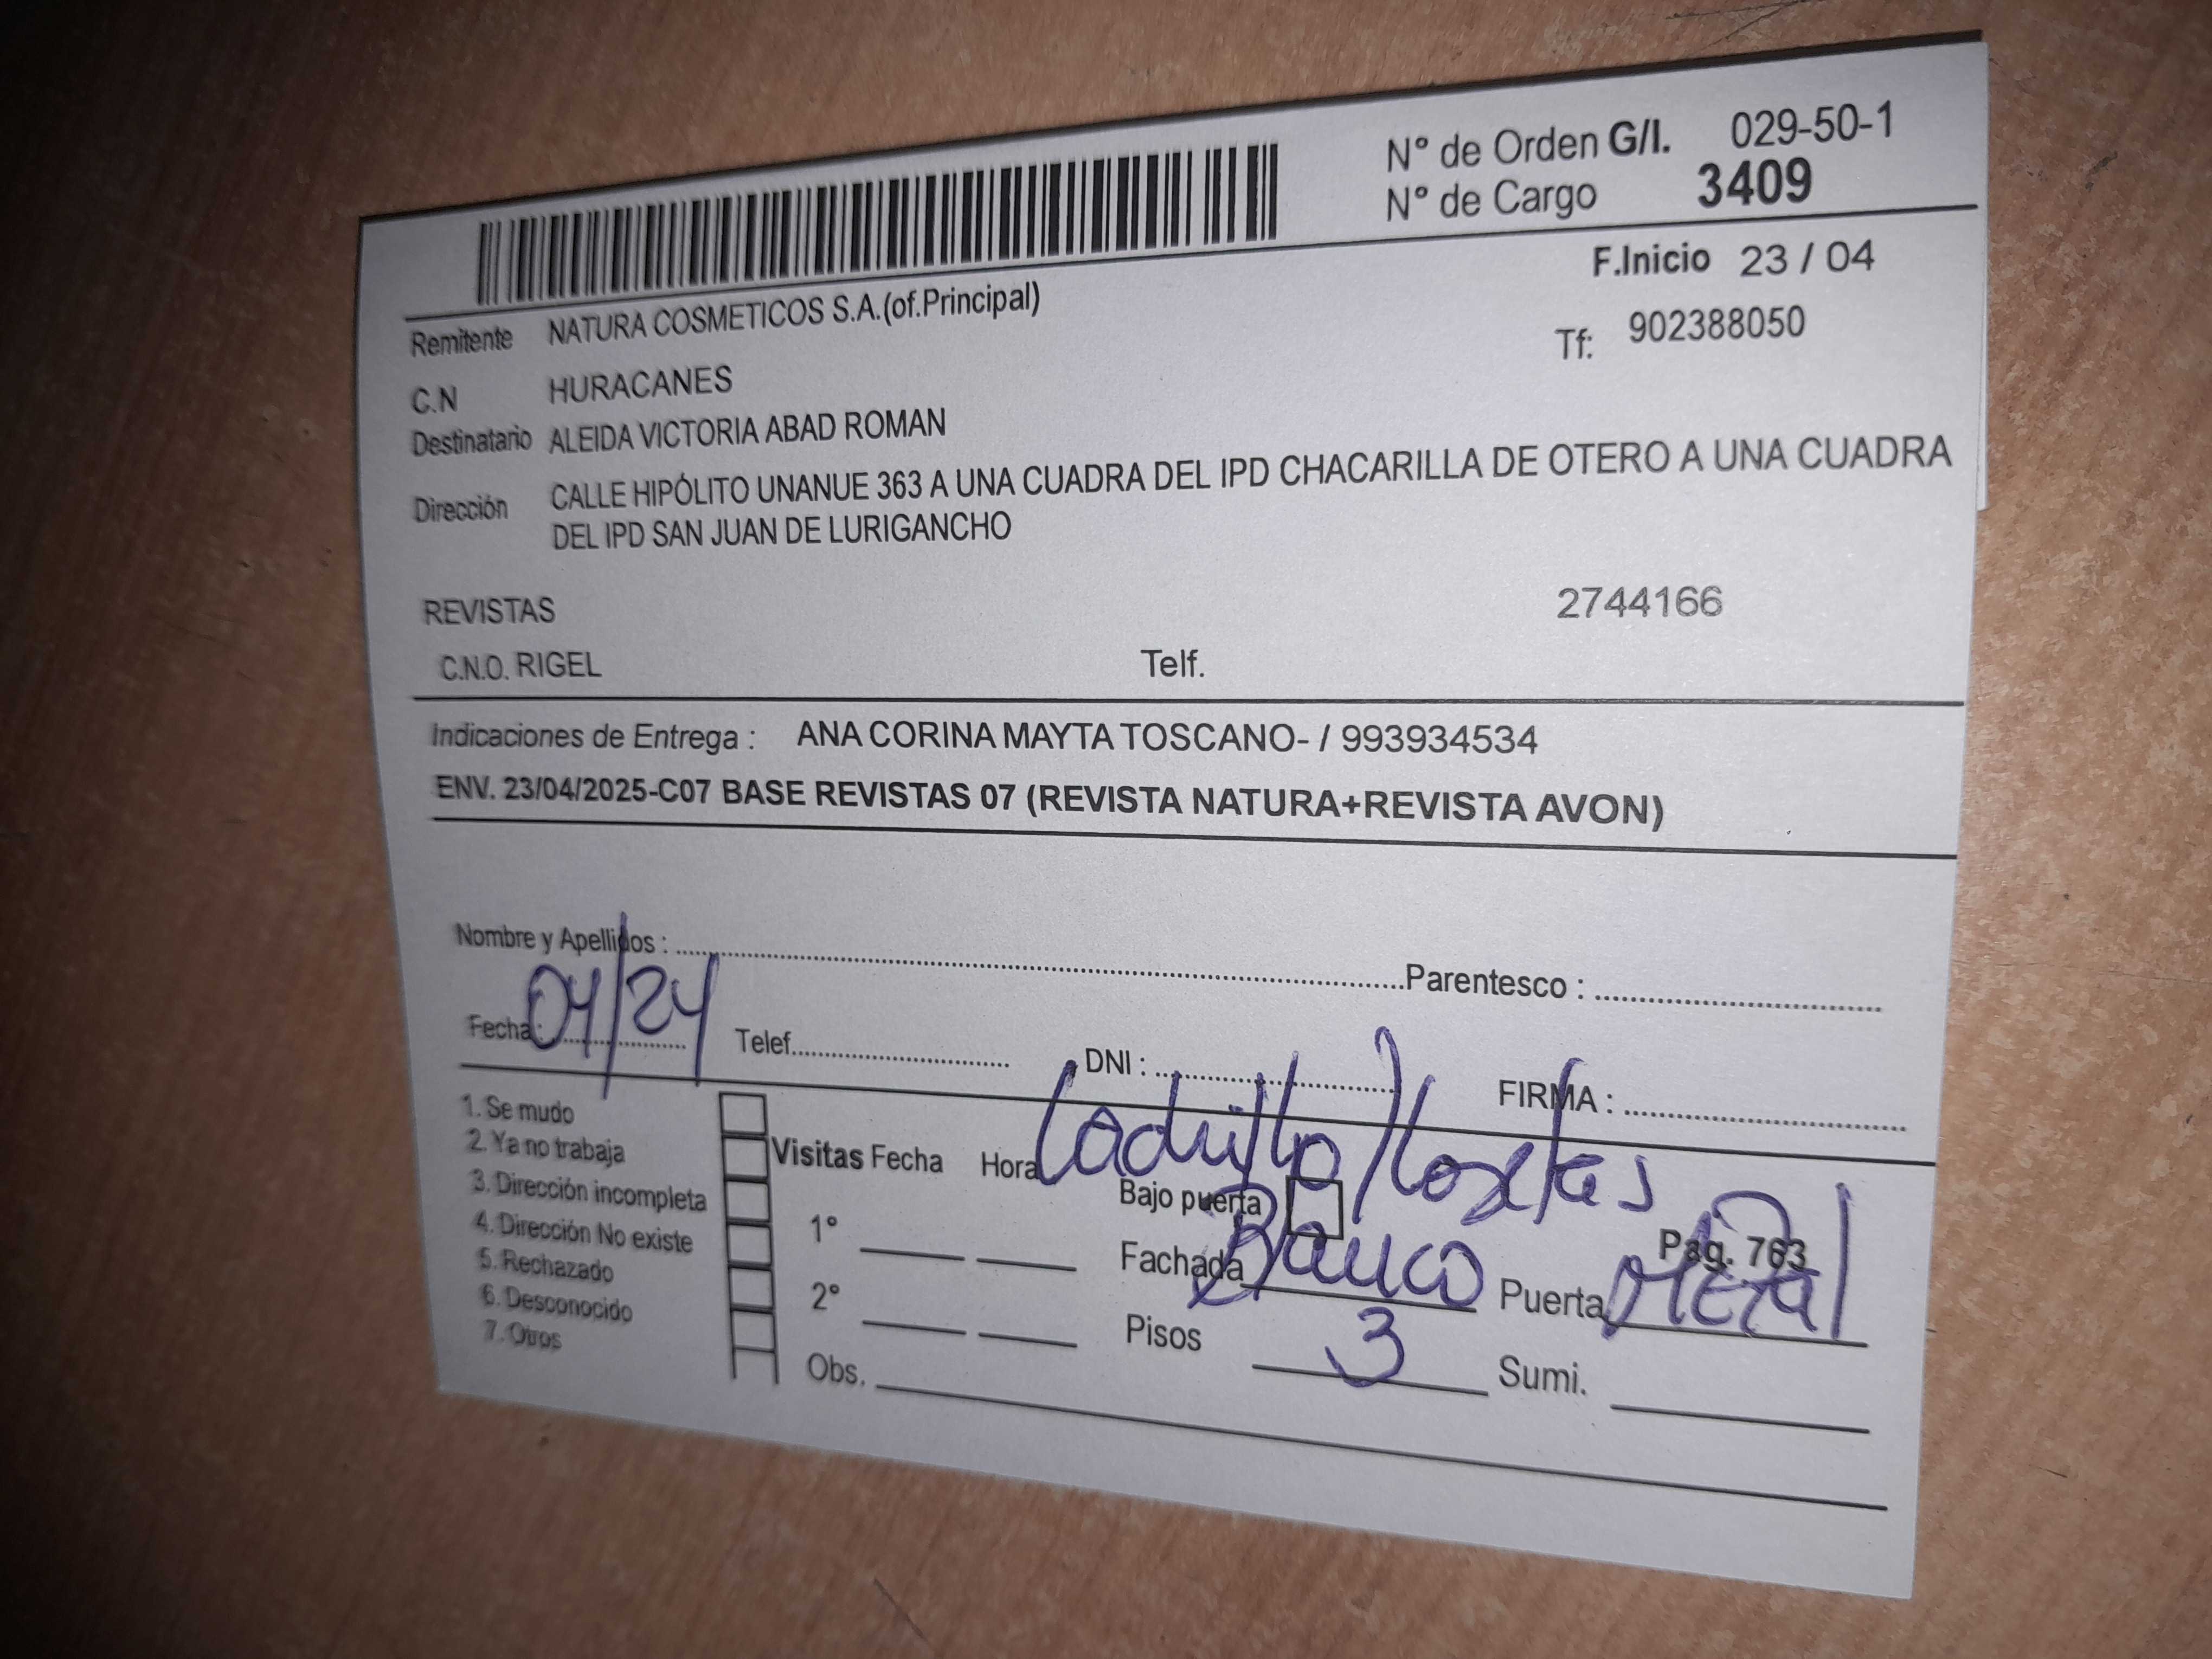 N° de Orden G/I. 029-50-1
N° de Cargo 3409
F.Inicio 23 / 04
Remitente NATURA COSMETICOS S.A.(of.Principal)
Tf: 902388050
C.N HURACANES
Destinatario ALEIDA VICTORIA ABAD ROMAN
Dirección CALLE HIPÓLITO UNANUE 363 A UNA CUADRA DEL IPD CHACARILLA DE OTERO A UNA CUADRA
DEL IPD SAN JUAN DE LURIGANCHO
REVISTAS 2744166
C.N.O. RIGEL Telf.
Indicaciones de Entrega : ANA CORINA MAYTA TOSCANO- / 993934534
ENV. 23/04/2025-C07 BASE REVISTAS 07 (REVISTA NATURA+REVISTA AVON)
Nombre y Apellidos : Parentesco :
Fecha: 04/24 Telef. DNI : FIRMA :
1. Se mudo
2. Ya no trabaja
3. Dirección incompleta
4. Dirección No existe
5. Rechazado
6. Desconocido
7. Otros
Visitas Fecha Hora Ladrillo/losetas
Bajo puerta
Pag. 763
1° Fachada Blanco Puerta Metal
2° Pisos 3 Sumi.
Obs.